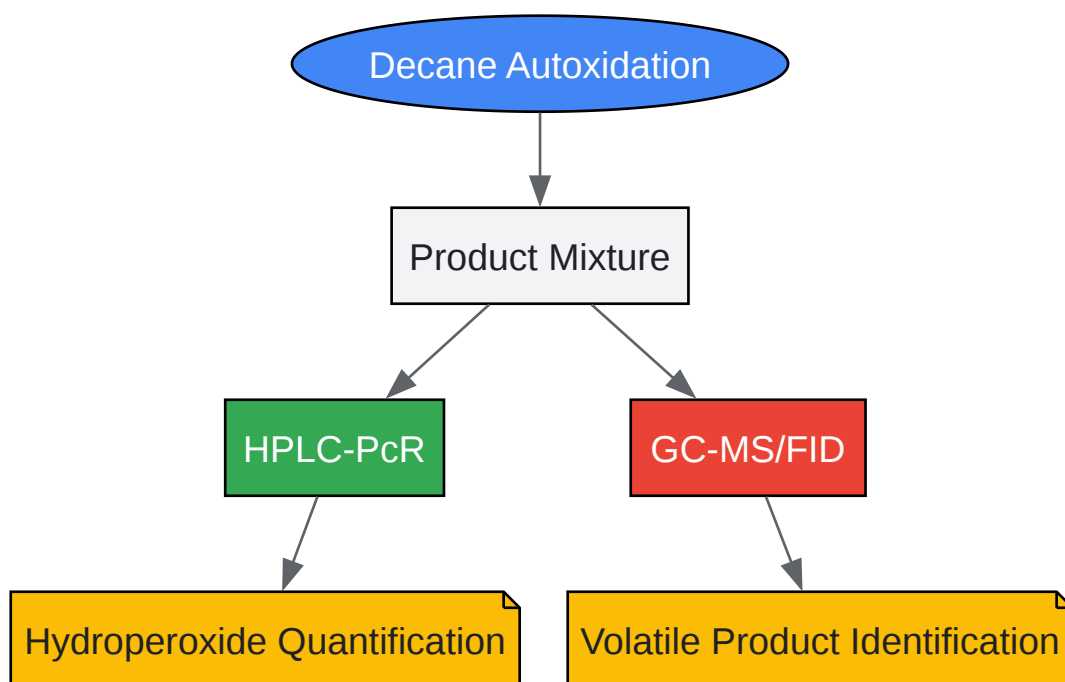 Decane Autoxidation
Product Mixture
HPLC-PcR
GC-MS/FID
Hydroperoxide Quantification
Volatile Product Identification